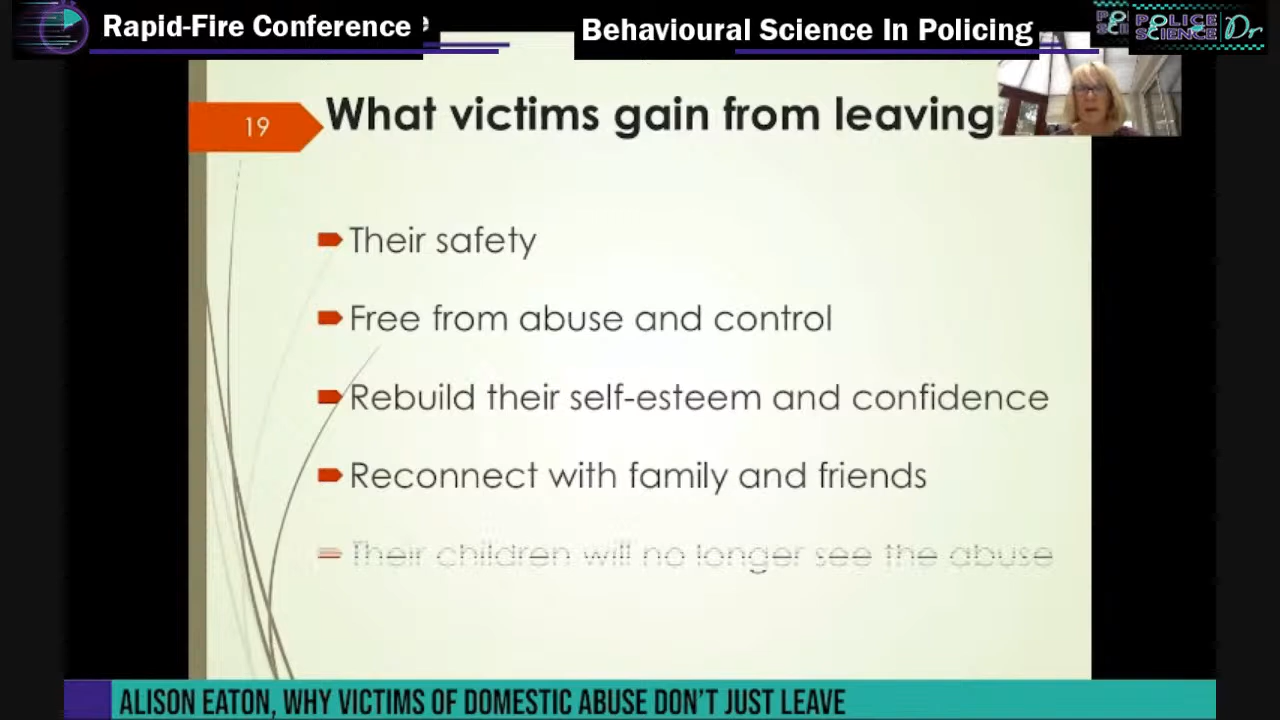 Rapid-Fire Conference
Behavioural Science In Policing
POLICE
SCIENCE Dr
19
What victims gain from leaving
Their safety
Free from abuse and control
Rebuild their self-esteem and confidence
Reconnect with family and friends
Their children will no longer see the abuse
ALISON EATON, WHY VICTIMS OF DOMESTIC ABUSE DON'T JUST LEAVE